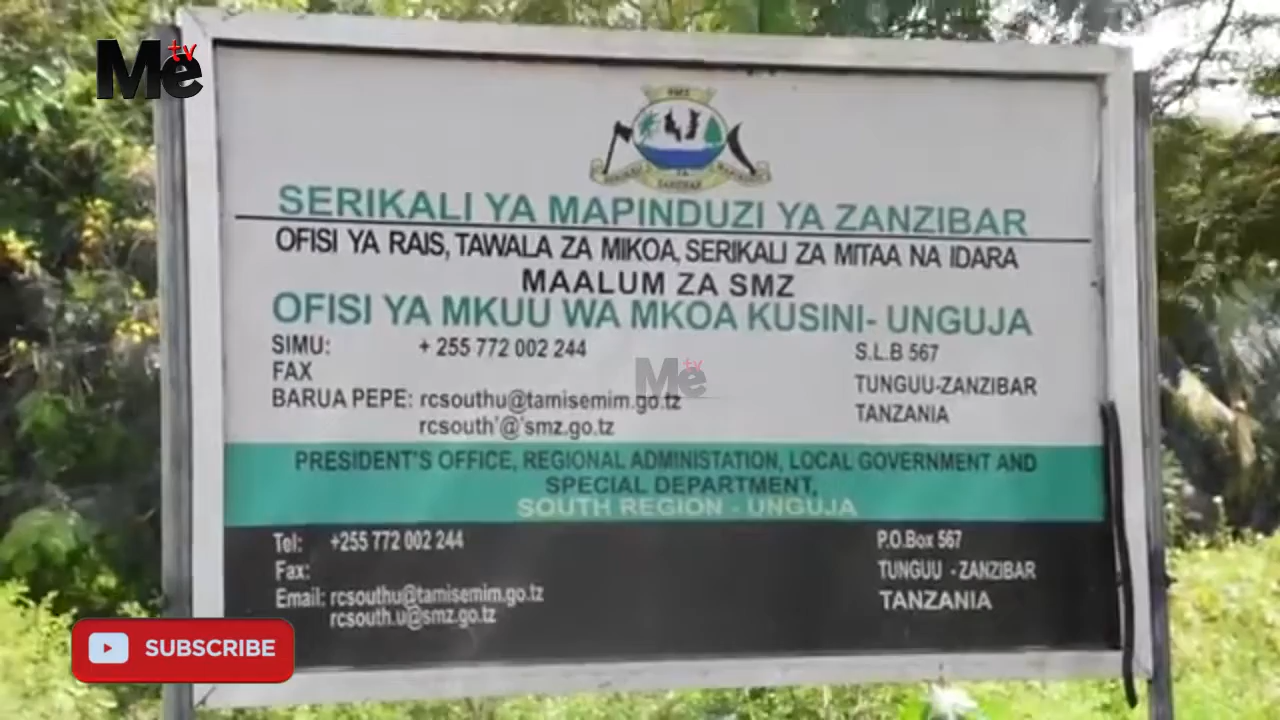 Me tv
SMZ
SERIKALI YA MAPINDUZI YA ZANZIBAR
OFISI YA RAIS, TAWALA ZA MIKOA, SERIKALI ZA MITAA NA IDARA
MAALUM ZA SMZ
OFISI YA MKUU WA MKOA KUSINI- UNGUJA
SIMU: + 255 772 002 244 S.L.B 567
FAX
Me tv
TUNGUU-ZANZIBAR
BARUA PEPE: rcsouthu@tamisemim.go.tz
TANZANIA
rcsouth'@'smz.go.tz
PRESIDENT'S OFFICE, REGIONAL ADMINISTATION, LOCAL GOVERNMENT AND
SPECIAL DEPARTMENT,
SOUTH REGION - UNGUJA
Tel: +255 772 002 244 P.O.Box 567
Fax: TUNGUU - ZANZIBAR
Email: rcsouthu@tamisemim.go.tz TANZANIA
rcsouth.u@smz.go.tz
SUBSCRIBE